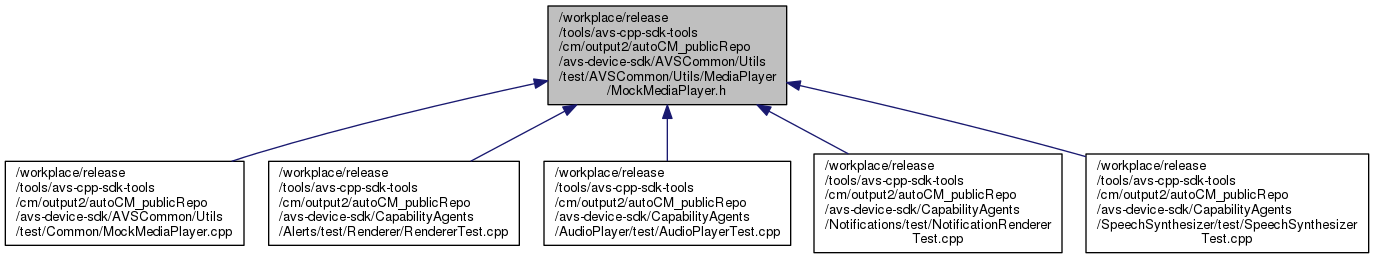 /workplace/release
/tools/avs-cpp-sdk-tools
/cm/output2/autoCM_publicRepo
/avs-device-sdk/AVSCommon/Utils
/test/AVSCommon/Utils/MediaPlayer
/MockMediaPlayer.h
/workplace/release
/tools/avs-cpp-sdk-tools
/cm/output2/autoCM_publicRepo
/avs-device-sdk/AVSCommon/Utils
/test/Common/MockMediaPlayer.cpp
/workplace/release
/tools/avs-cpp-sdk-tools
/cm/output2/autoCM_publicRepo
/avs-device-sdk/CapabilityAgents
/Alerts/test/Renderer/RendererTest.cpp
/workplace/release
/tools/avs-cpp-sdk-tools
/cm/output2/autoCM_publicRepo
/avs-device-sdk/CapabilityAgents
/AudioPlayer/test/AudioPlayerTest.cpp
/workplace/release
/tools/avs-cpp-sdk-tools
/cm/output2/autoCM_publicRepo
/avs-device-sdk/CapabilityAgents
/Notifications/test/NotificationRenderer
Test.cpp
/workplace/release
/tools/avs-cpp-sdk-tools
/cm/output2/autoCM_publicRepo
/avs-device-sdk/CapabilityAgents
/SpeechSynthesizer/test/SpeechSynthesizer
Test.cpp